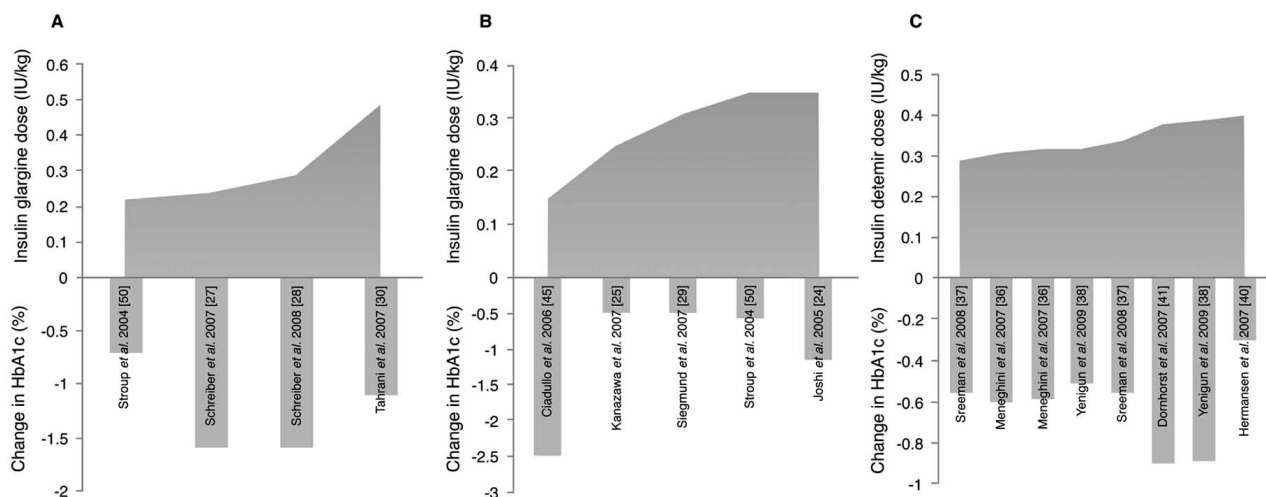 A
Insulin glargine dose (IU/kg)
0.6
0.5
0.4
0.3
0.2
0.1
0
Change in HbA1c (%)
-0.5
-1
-1.5
-2
Stroup et al. 2004 [50]
Schreiber et al. 2007 [27]
Schreiber et al. 2008 [28]
Tahrani et al. 2007 [30]
B
Insulin glargine dose (IU/kg)
0.4
0.3
0.2
0.1
0
Change in HbA1c (%)
-0.5
-1
-1.5
-2.0
-2.5
-3
Ciadullo et al. 2006 [45]
Kanazawa et al. 2007 [25]
Siegmund et al. 2007 [29]
Stroup et al. 2004 [50]
Joshi et al. 2005 [24]
C
Insulin detemir dose (IU/kg)
0.5
0.4
0.3
0.2
0.1
0
Change in HbA1c (%)
-0.2
-0.4
-0.6
-0.8
-1
Sreeman et al. 2008 [37]
Meneghini et al. 2007 [36]
Meneghini et al. 2007 [36]
Yenigun et al. 2009 [38]
Sreeman et al. 2008 [37]
Dornhorst et al. 2007 [41]
Yenigun et al. 2009 [38]
Hermansen et al. 2007 [40]